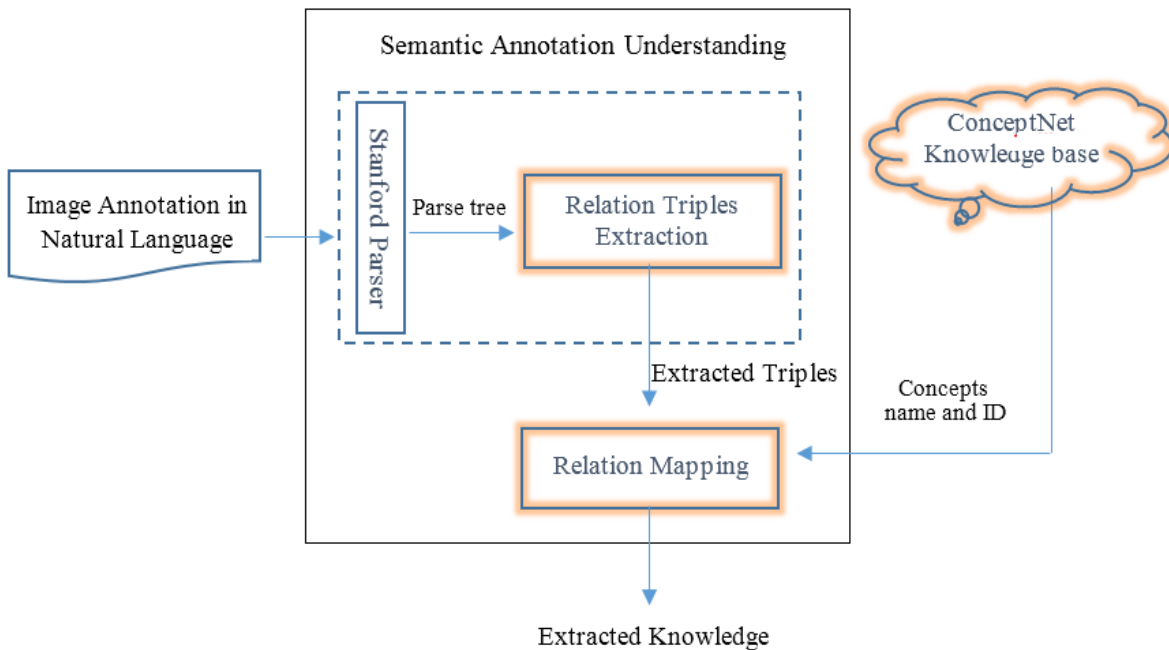 Semantic Annotation Understanding
Image Annotation in
Natural Language
Stanford Parser
Parse tree
Relation Triples
Extraction
ConceptNet
Knowledge base
Extracted Triples
Concepts
name and ID
Relation Mapping
Extracted Knowledge